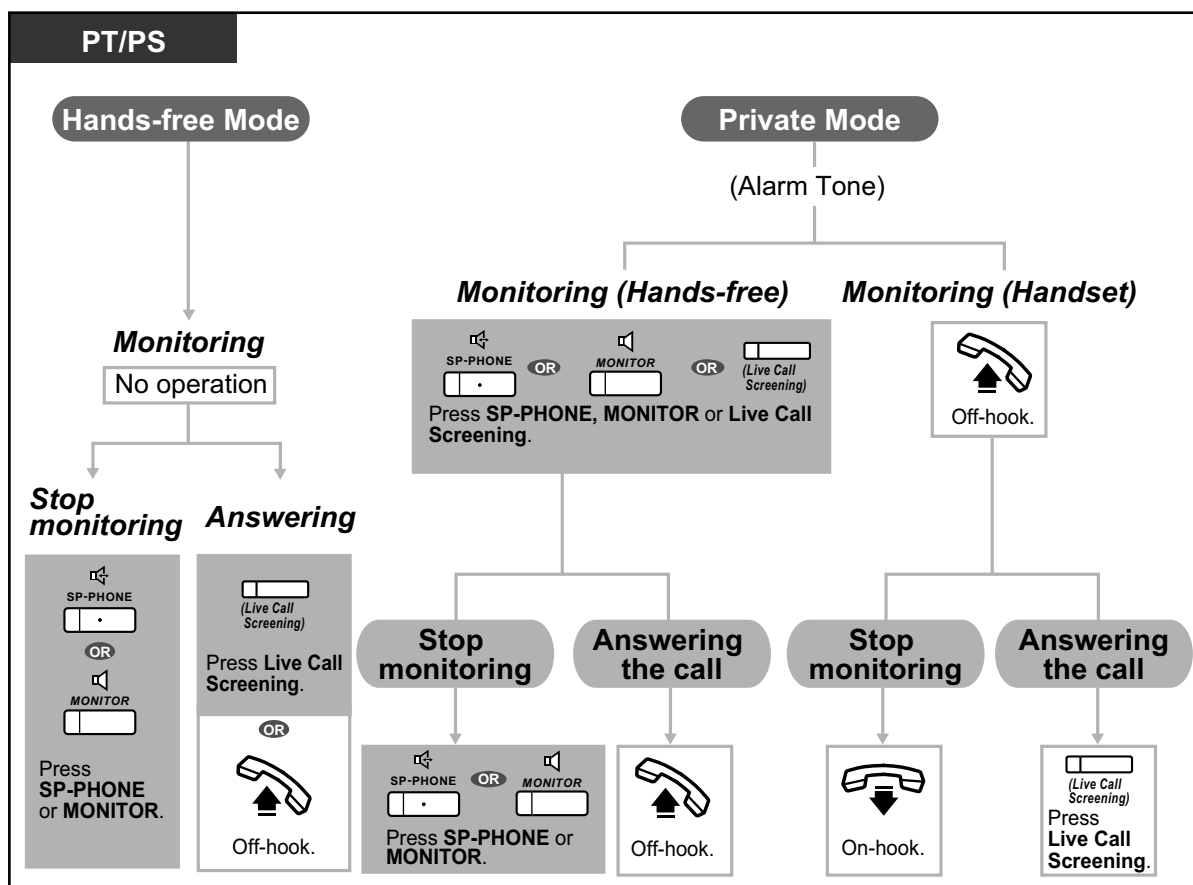 PT/PS
Hands-free Mode
Monitoring
No operation
Stop
monitoring
SP-PHONE
OR
MONITOR
Press
SP-PHONE
or MONITOR.
Answering
(Live Call
Screening)
Press Live Call
Screening.
OR
Off-hook.
Private Mode
(Alarm Tone)
Monitoring (Hands-free)
SP-PHONE
OR
MONITOR
OR
(Live Call
Screening)
Press SP-PHONE, MONITOR or Live Call
Screening.
Stop
monitoring
SP-PHONE
OR
MONITOR
Press SP-PHONE or
MONITOR.
Answering
the call
Off-hook.
Monitoring (Handset)
Off-hook.
Stop
monitoring
On-hook.
Answering
the call
(Live Call
Screening)
Press
Live Call
Screening.